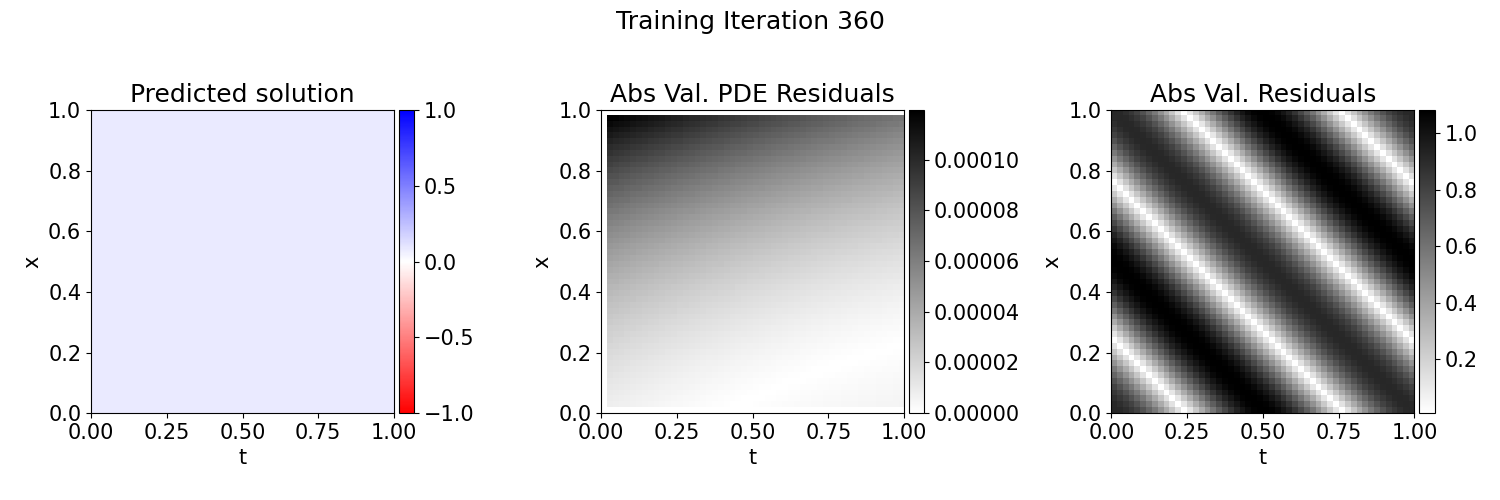 Training Iteration 360
Predicted solution
Abs Val. PDE Residuals
Abs Val. Residuals
1.0
0.8
0.6
0.4
0.2
0.0
x
0.00 0.25 0.50 0.75 1.00
t
1.0
0.5
0.0
−0.5
−1.0
1.0
0.8
0.6
0.4
0.2
0.0
x
0.00 0.25 0.50 0.75 1.00
t
0.00010
0.00008
0.00006
0.00004
0.00002
0.00000
1.0
0.8
0.6
0.4
0.2
0.0
x
0.00 0.25 0.50 0.75 1.00
t
1.0
0.8
0.6
0.4
0.2